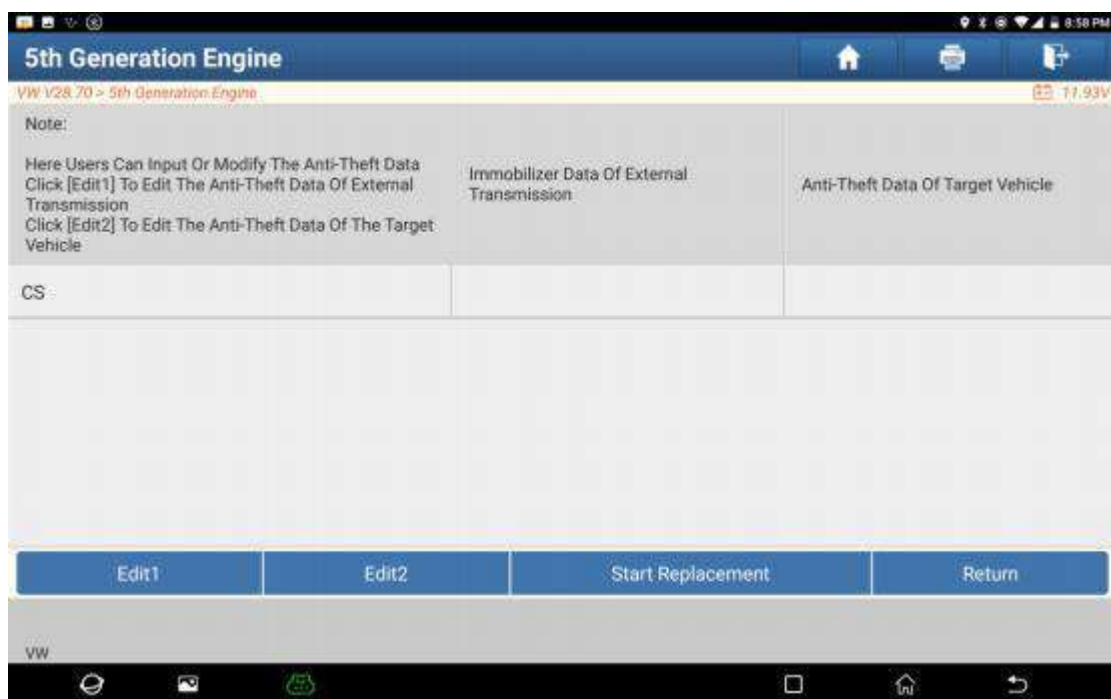 8:58 PM
5th Generation Engine
VW V28.70 > 5th Generation Engine
11.93V
Note:
Here Users Can Input Or Modify The Anti-Theft Data
Click [Edit1] To Edit The Anti-Theft Data Of External
Transmission
Click [Edit2] To Edit The Anti-Theft Data Of The Target
Vehicle
Immobilizer Data Of External
Transmission
Anti-Theft Data Of Target Vehicle
CS
Edit1
Edit2
Start Replacement
Return
VW